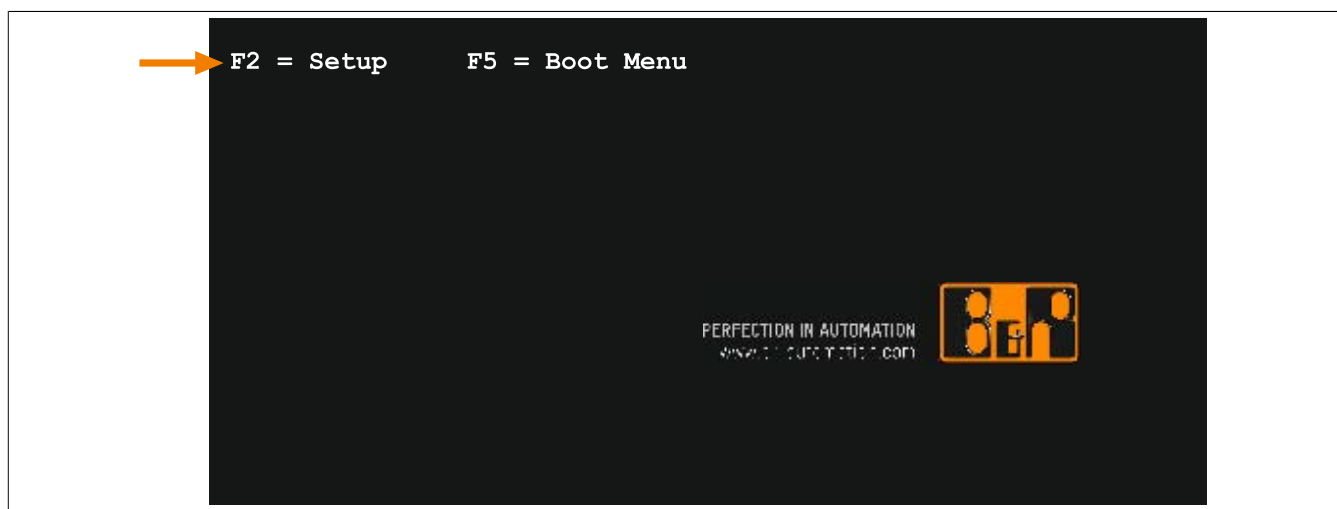 F2 = Setup F5 = Boot Menu
PERFECTION IN AUTOMATION